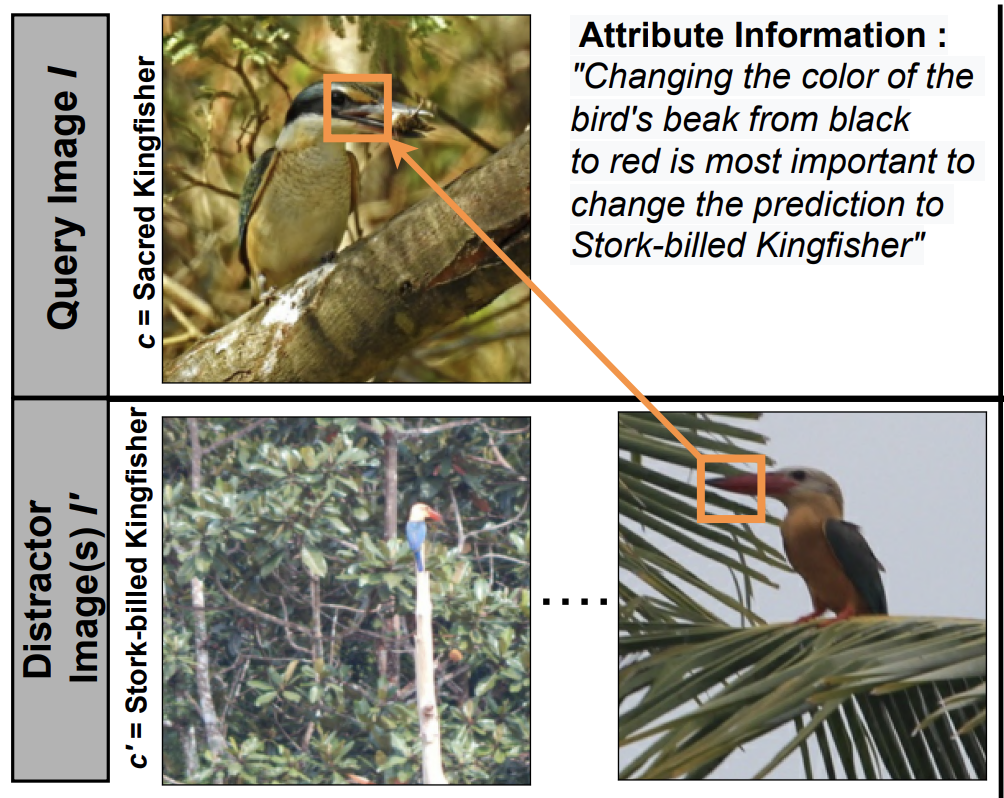 Query Image I
c = Sacred Kingfisher
Attribute Information :
"Changing the color of the
bird's beak from black
to red is most important to
change the prediction to
Stork-billed Kingfisher"
Distractor
Image(s) I'
c' = Stork-billed Kingfisher